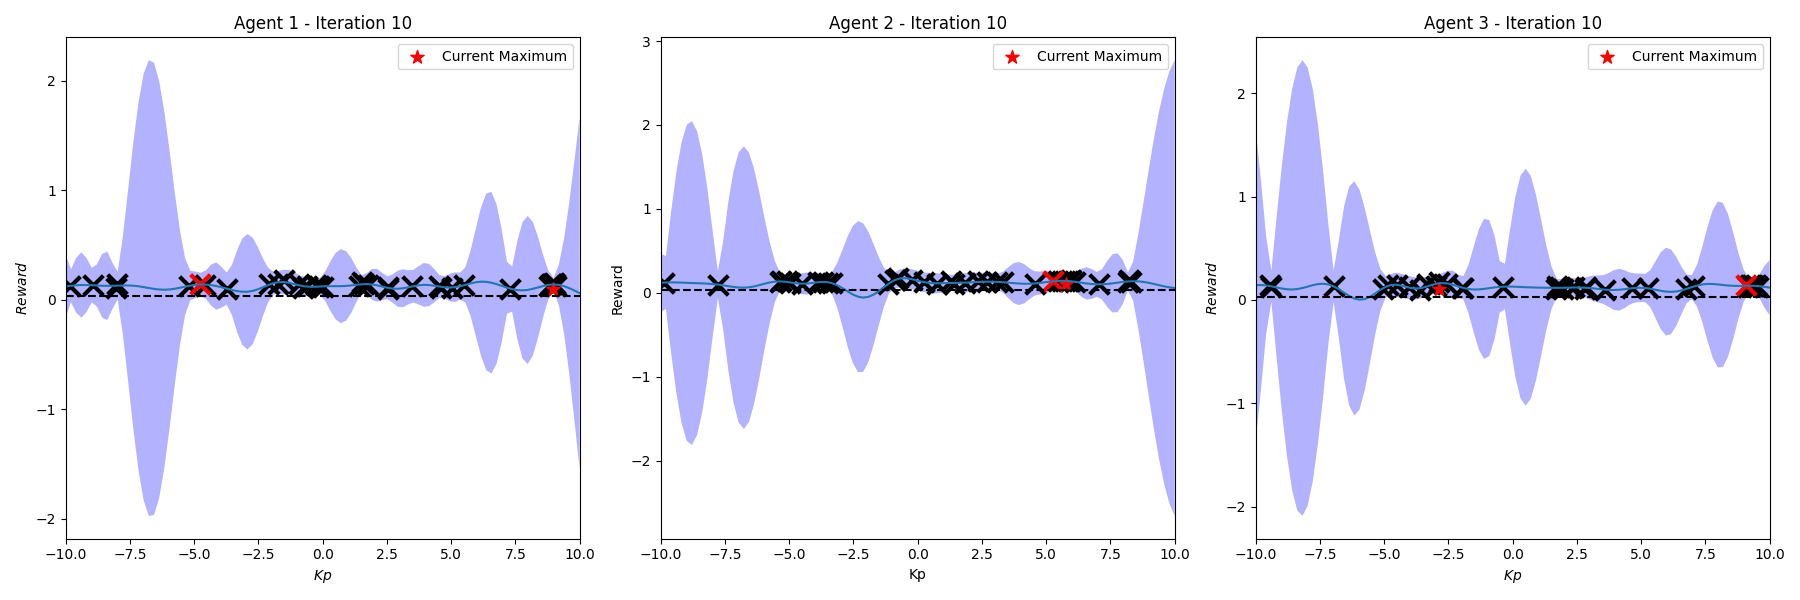 Agent 1 - Iteration 10
Current Maximum
2
1
0
−1
−2
Reward
−10.0 −7.5 −5.0 −2.5 0.0 2.5 5.0 7.5 10.0
Kp
Agent 2 - Iteration 10
Current Maximum
3
2
1
0
−1
−2
Reward
−10.0 −7.5 −5.0 −2.5 0.0 2.5 5.0 7.5 10.0
Kp
Agent 3 - Iteration 10
Current Maximum
2
1
0
−1
−2
Reward
−10.0 −7.5 −5.0 −2.5 0.0 2.5 5.0 7.5 10.0
Kp